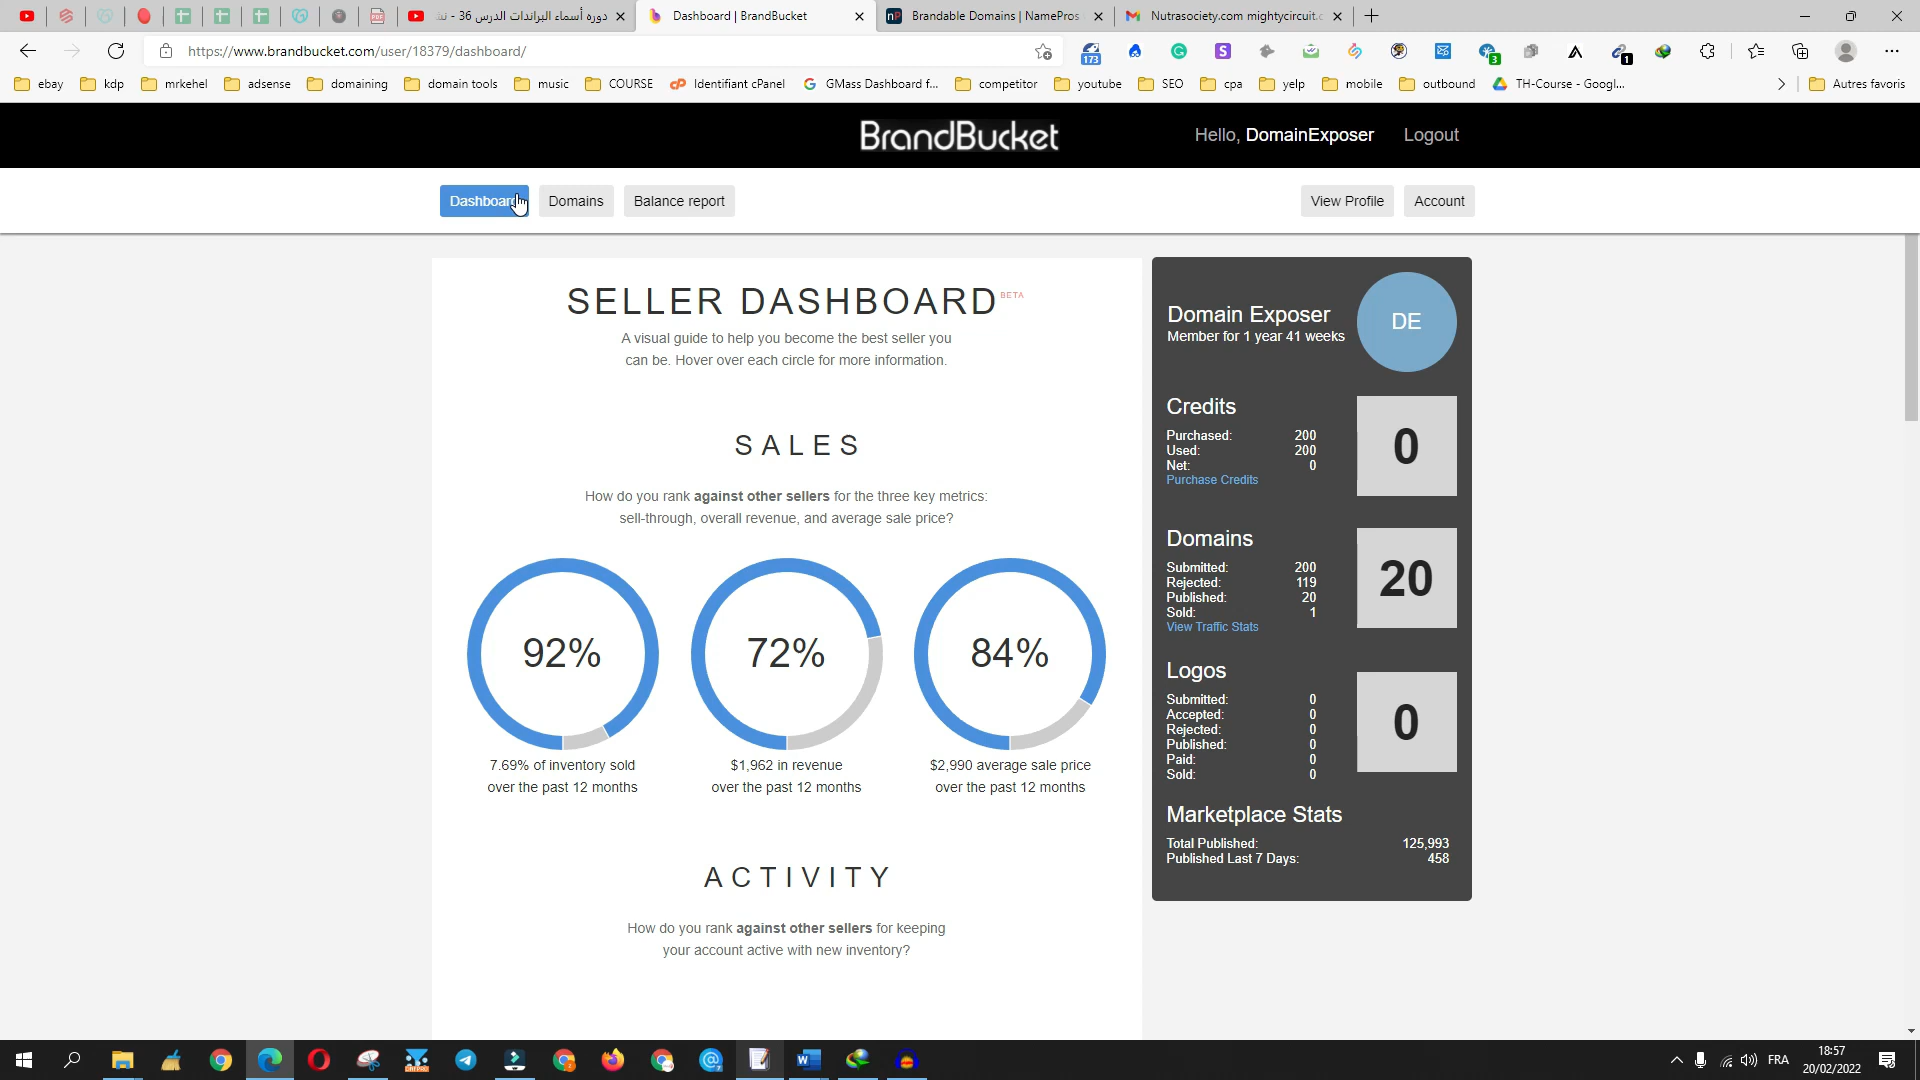 دوره أسماء البراندات الدرس 36 -
Dashboard | BrandBucket
Brandable Domains | NamePros
Nutrasociety.com mightycircuit.c
https://www.brandbucket.com/user/18379/dashboard/
173
3
1
ebay
kdp
mrkehel
adsense
domaining
domain tools
music
COURSE
Identifiant cPanel
GMass Dashboard f...
competitor
youtube
SEO
cpa
yelp
mobile
outbound
TH-Course - Googl...
Autres favoris
BrandBucket
Hello, DomainExposer
Logout
Dashboard
Domains
Balance report
View Profile
Account
SELLER DASHBOARD BETA
A visual guide to help you become the best seller you
can be. Hover over each circle for more information.
SALES
How do you rank against other sellers for the three key metrics:
sell-through, overall revenue, and average sale price?
92%
72%
84%
7.69% of inventory sold
over the past 12 months
$1,962 in revenue
over the past 12 months
$2,990 average sale price
over the past 12 months
ACTIVITY
How do you rank against other sellers for keeping
your account active with new inventory?
Domain Exposer
Member for 1 year 41 weeks
DE
Credits
Purchased: 200
Used: 200
Net: 0
Purchase Credits
0
Domains
Submitted: 200
Rejected: 119
Published: 20
Sold: 1
View Traffic Stats
20
Logos
Submitted: 0
Accepted: 0
Rejected: 0
Published: 0
Paid: 0
Sold: 0
0
Marketplace Stats
Total Published: 125,993
Published Last 7 Days: 458
FRA
18:57
20/02/2022